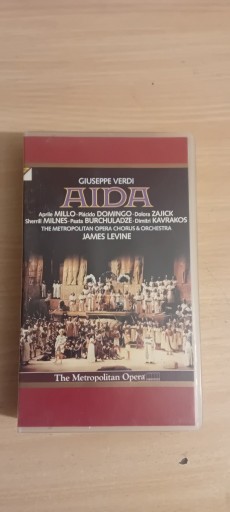 GIUSEPPE VERDI
AIDA
Aprile MILLO · Plácido DOMINGO · Dolora ZAJICK
Sherrill MILNES · Paata BURCHULADZE · Dimitri KAVRAKOS
THE METROPOLITAN OPERA CHORUS & ORCHESTRA
JAMES LEVINE
The Metropolitan Opera